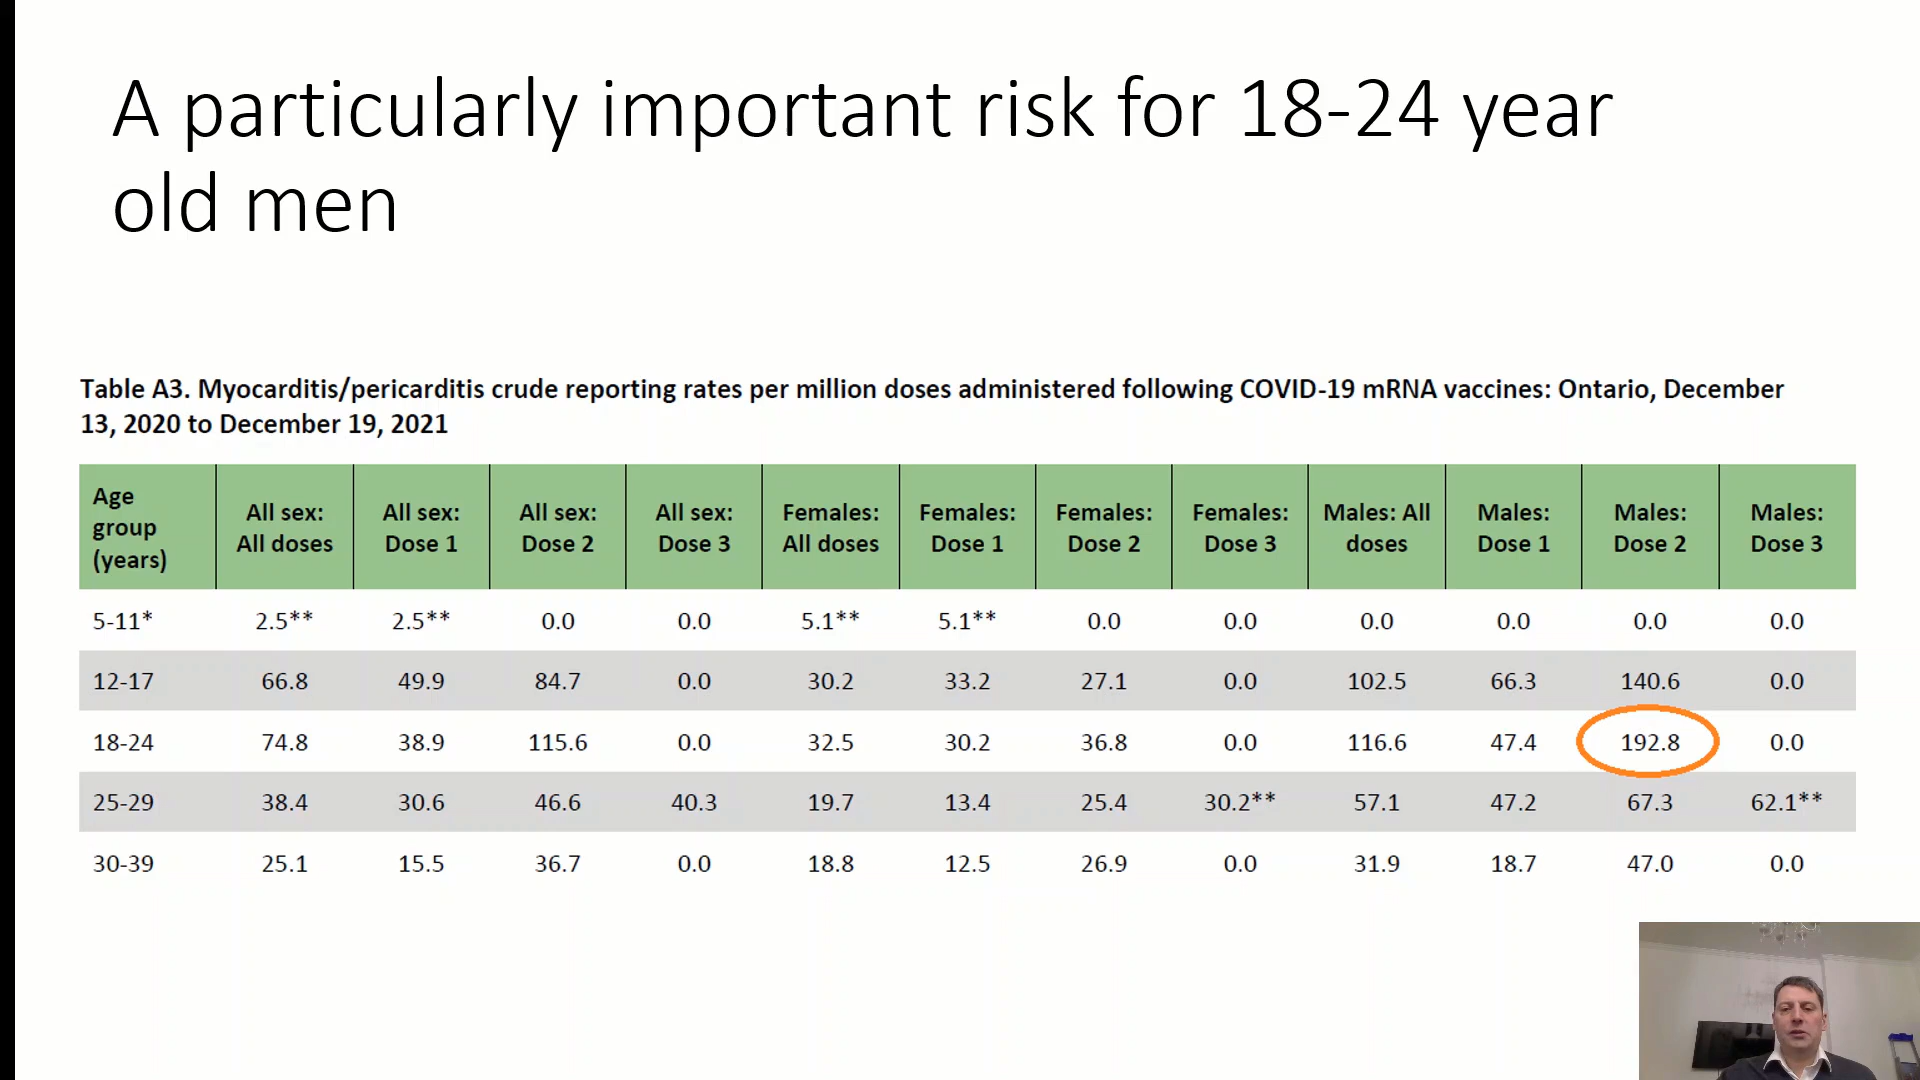 A particularly important risk for 18-24 year
old men
Table A3. Myocarditis/pericarditis crude reporting rates per million doses administered following COVID-19 mRNA vaccines: Ontario, December
13, 2020 to December 19, 2021
Age group (years) All sex: All doses All sex: Dose 1 All sex: Dose 2 All sex: Dose 3 Females: All doses Females: Dose 1 Females: Dose 2 Females: Dose 3 Males: All doses Males: Dose 1 Males: Dose 2 Males: Dose 3
5-11* 2.5** 2.5** 0.0 0.0 5.1** 5.1** 0.0 0.0 0.0 0.0 0.0 0.0
12-17 66.8 49.9 84.7 0.0 30.2 33.2 27.1 0.0 102.5 66.3 140.6 0.0
18-24 74.8 38.9 115.6 0.0 32.5 30.2 36.8 0.0 116.6 47.4 192.8 0.0
25-29 38.4 30.6 46.6 40.3 19.7 13.4 25.4 30.2** 57.1 47.2 67.3 62.1**
30-39 25.1 15.5 36.7 0.0 18.8 12.5 26.9 0.0 31.9 18.7 47.0 0.0